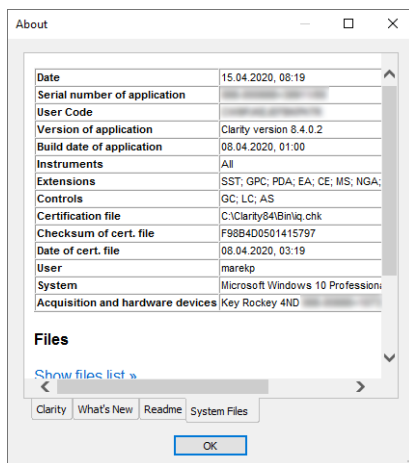 About
Date 15.04.2020, 08:19
Serial number of application
User Code
Version of application Clarity version 8.4.0.2
Build date of application 08.04.2020, 01:00
Instruments All
Extensions SST; GPC; PDA; EA; CE; MS; NGA;
Controls GC; LC; AS
Certification file C:\Clarity84\Bin\iq.chk
Checksum of cert. file F98B4D0501415797
Date of cert. file 08.04.2020, 03:19
User marekp
System Microsoft Windows 10 Professiona
Acquisition and hardware devices Key Rockey 4ND
Files
Show files list »
Clarity What's New Readme System Files
OK